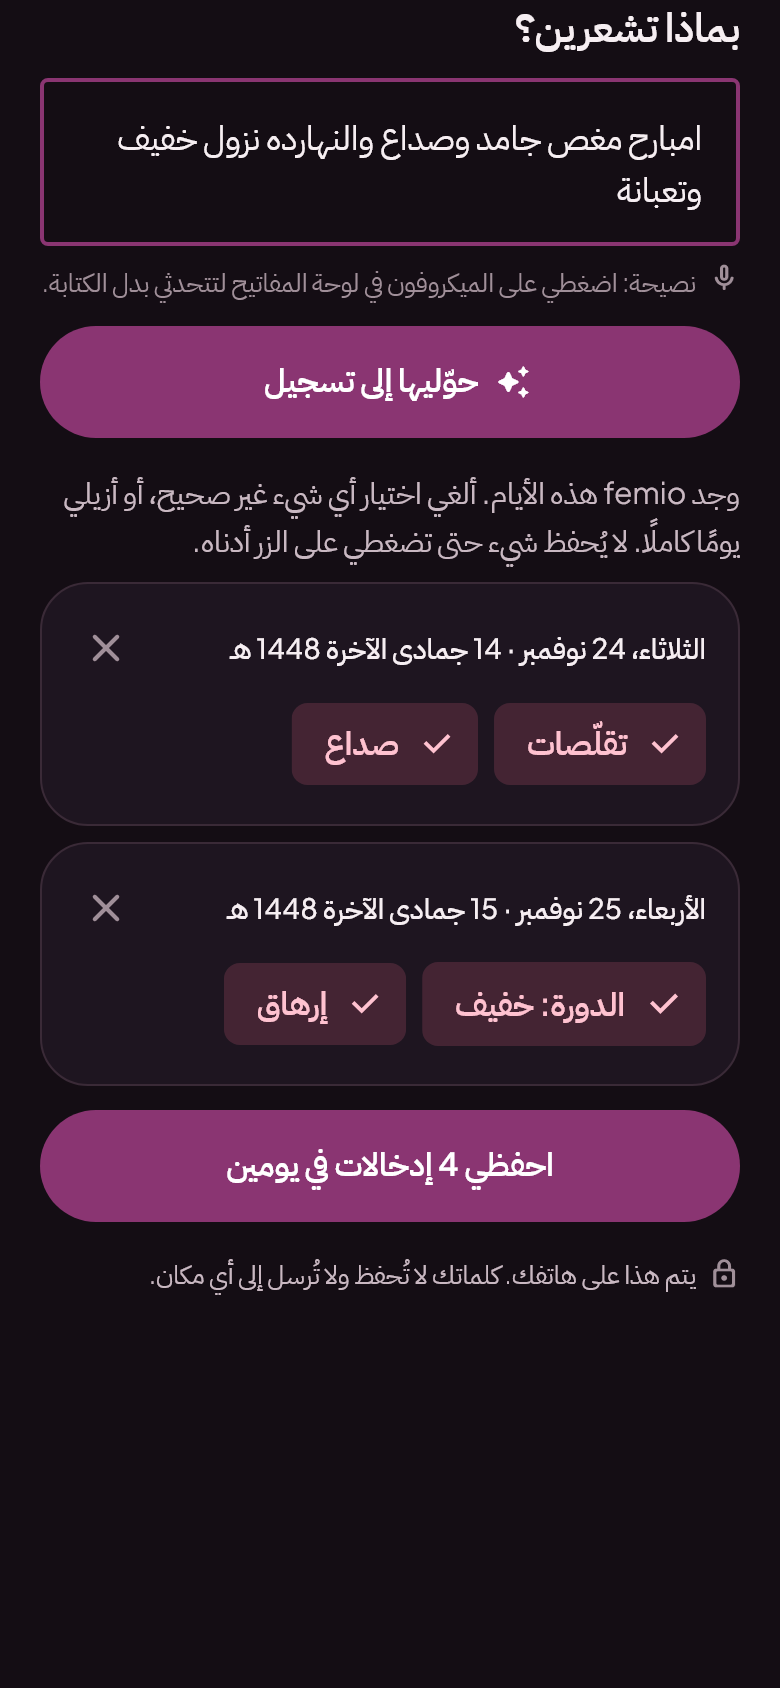 بماذا تشعرين؟
امبارح مغص جامد وصداع والنهارده نزول خفيف
وتعبانة
نصيحة: اضغطي على الميكروفون في لوحة المفاتيح لتتحدثي بدل الكتابة.
حوّليها إلى تسجيل
وجد femio هذه الأيام. ألغي اختيار أي شيء غير صحيح، أو أزيلي
يومًا كاملًا. لا يُحفظ شيء حتى تضغطي على الزر أدناه.
الثلاثاء، 24 نوفمبر · 14 جمادى الآخرة 1448 هـ
تقلّصات
صداع
الأربعاء، 25 نوفمبر · 15 جمادى الآخرة 1448 هـ
الدورة: خفيف
إرهاق
احفظي 4 إدخالات في يومين
يتم هذا على هاتفك. كلماتك لا تُحفظ ولا تُرسل إلى أي مكان.